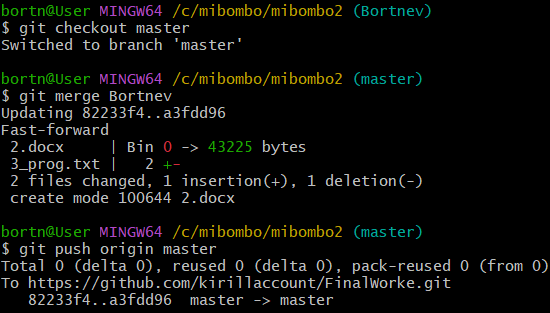 bortn@User MINGW64 /c/mibombo/mibombo2 (Bortnev)
$ git checkout master
Switched to branch 'master'
bortn@User MINGW64 /c/mibombo/mibombo2 (master)
$ git merge Bortnev
Updating 82233f4..a3fdd96
Fast-forward
 2.docx     | Bin 0 -> 43225 bytes
 3_prog.txt |   2 +-
 2 files changed, 1 insertion(+), 1 deletion(-)
 create mode 100644 2.docx
bortn@User MINGW64 /c/mibombo/mibombo2 (master)
$ git push origin master
Total 0 (delta 0), reused 0 (delta 0), pack-reused 0 (from 0)
To https://github.com/kirillaccount/FinalWorke.git
   82233f4..a3fdd96  master -> master